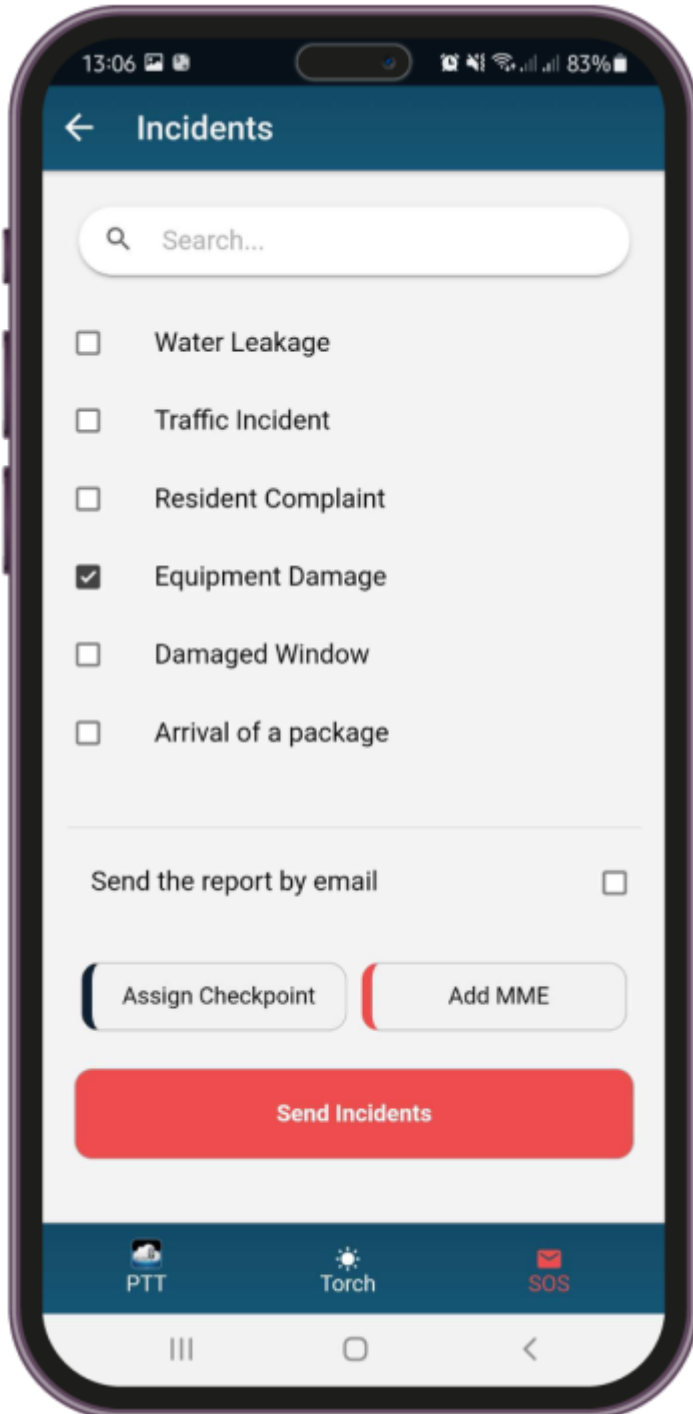 13:06 83%
Incidents
Search...
Water Leakage
Traffic Incident
Resident Complaint
Equipment Damage
Damaged Window
Arrival of a package
Send the report by email
Assign Checkpoint Add MME
Send Incidents
PTT Torch SOS